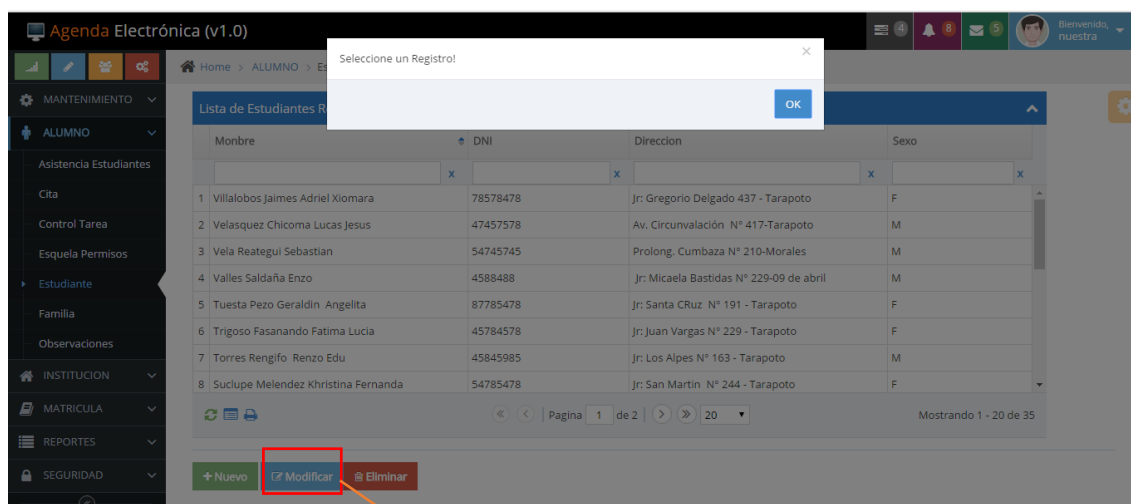 Agenda Electrónica (v1.0)
4
8
5
Bienvenido,
nuestra
Seleccione un Registro!
×
OK
Home > ALUMNO > Es
MANTENIMIENTO
ALUMNO
Asistencia Estudiantes
Cita
Control Tarea
Esquela Permisos
Estudiante
Familia
Observaciones
INSTITUCION
MATRICULA
REPORTES
SEGURIDAD
Lista de Estudiantes R
Monbre DNI Direccion Sexo
x x x x
1 Villalobos Jaimes Adriel Xiomara 78578478 Jr: Gregorio Delgado 437 - Tarapoto F
2 Velasquez Chicoma Lucas Jesus 47457578 Av. Circunvalación N° 417-Tarapoto M
3 Vela Reategui Sebastian 54745745 Prolong. Cumbaza N° 210-Morales M
4 Valles Saldaña Enzo 4588488 Jr: Micaela Bastidas N° 229-09 de abril M
5 Tuesta Pezo Geraldin Angelita 87785478 Jr: Santa CRuz N° 191 - Tarapoto F
6 Trigoso Fasanando Fatima Lucia 45784578 Jr: Juan Vargas N° 229 - Tarapoto F
7 Torres Rengifo Renzo Edu 45845985 Jr: Los Alpes N° 163 - Tarapoto M
8 Suclupe Melendez Khristina Fernanda 54785478 Jr: San Martin N° 244 - Tarapoto F
Pagina 1 de 2 20 Mostrando 1 - 20 de 35
+Nuevo Modificar Eliminar